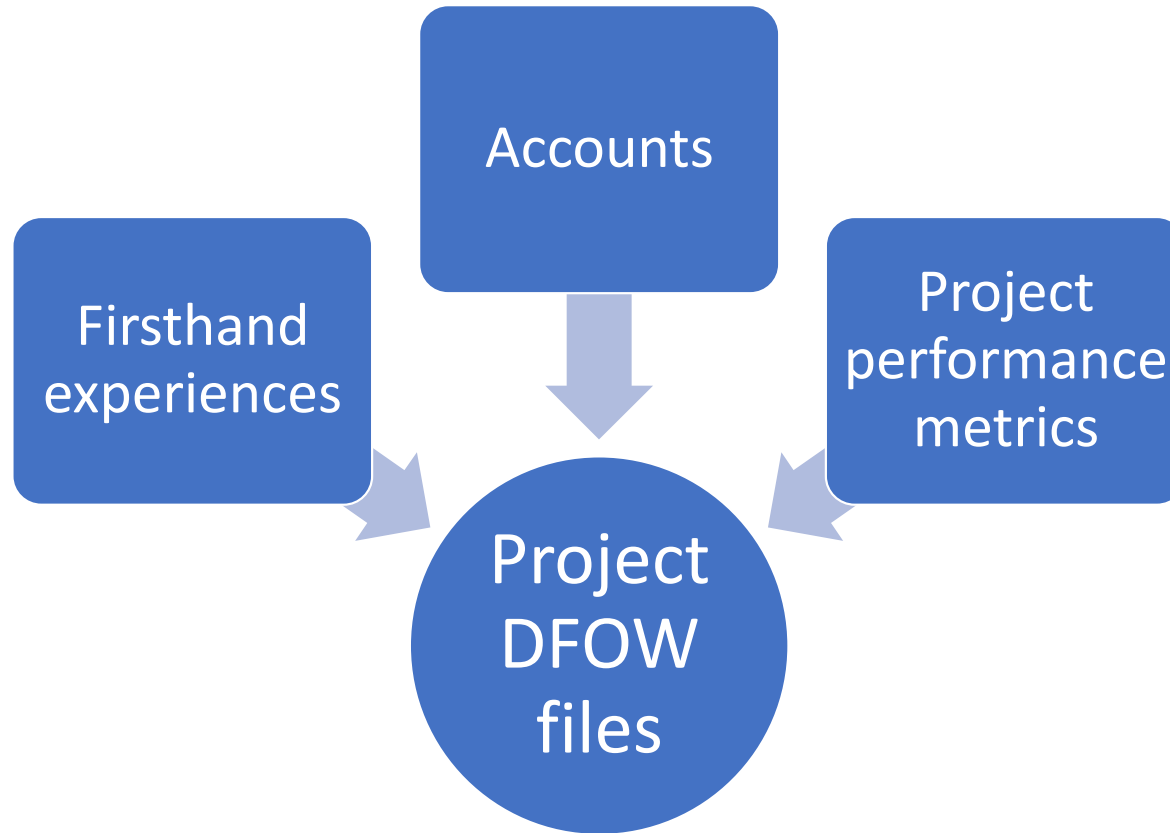 Accounts
Firsthand
experiences
Project
performance
metrics
Project
DFOW
files